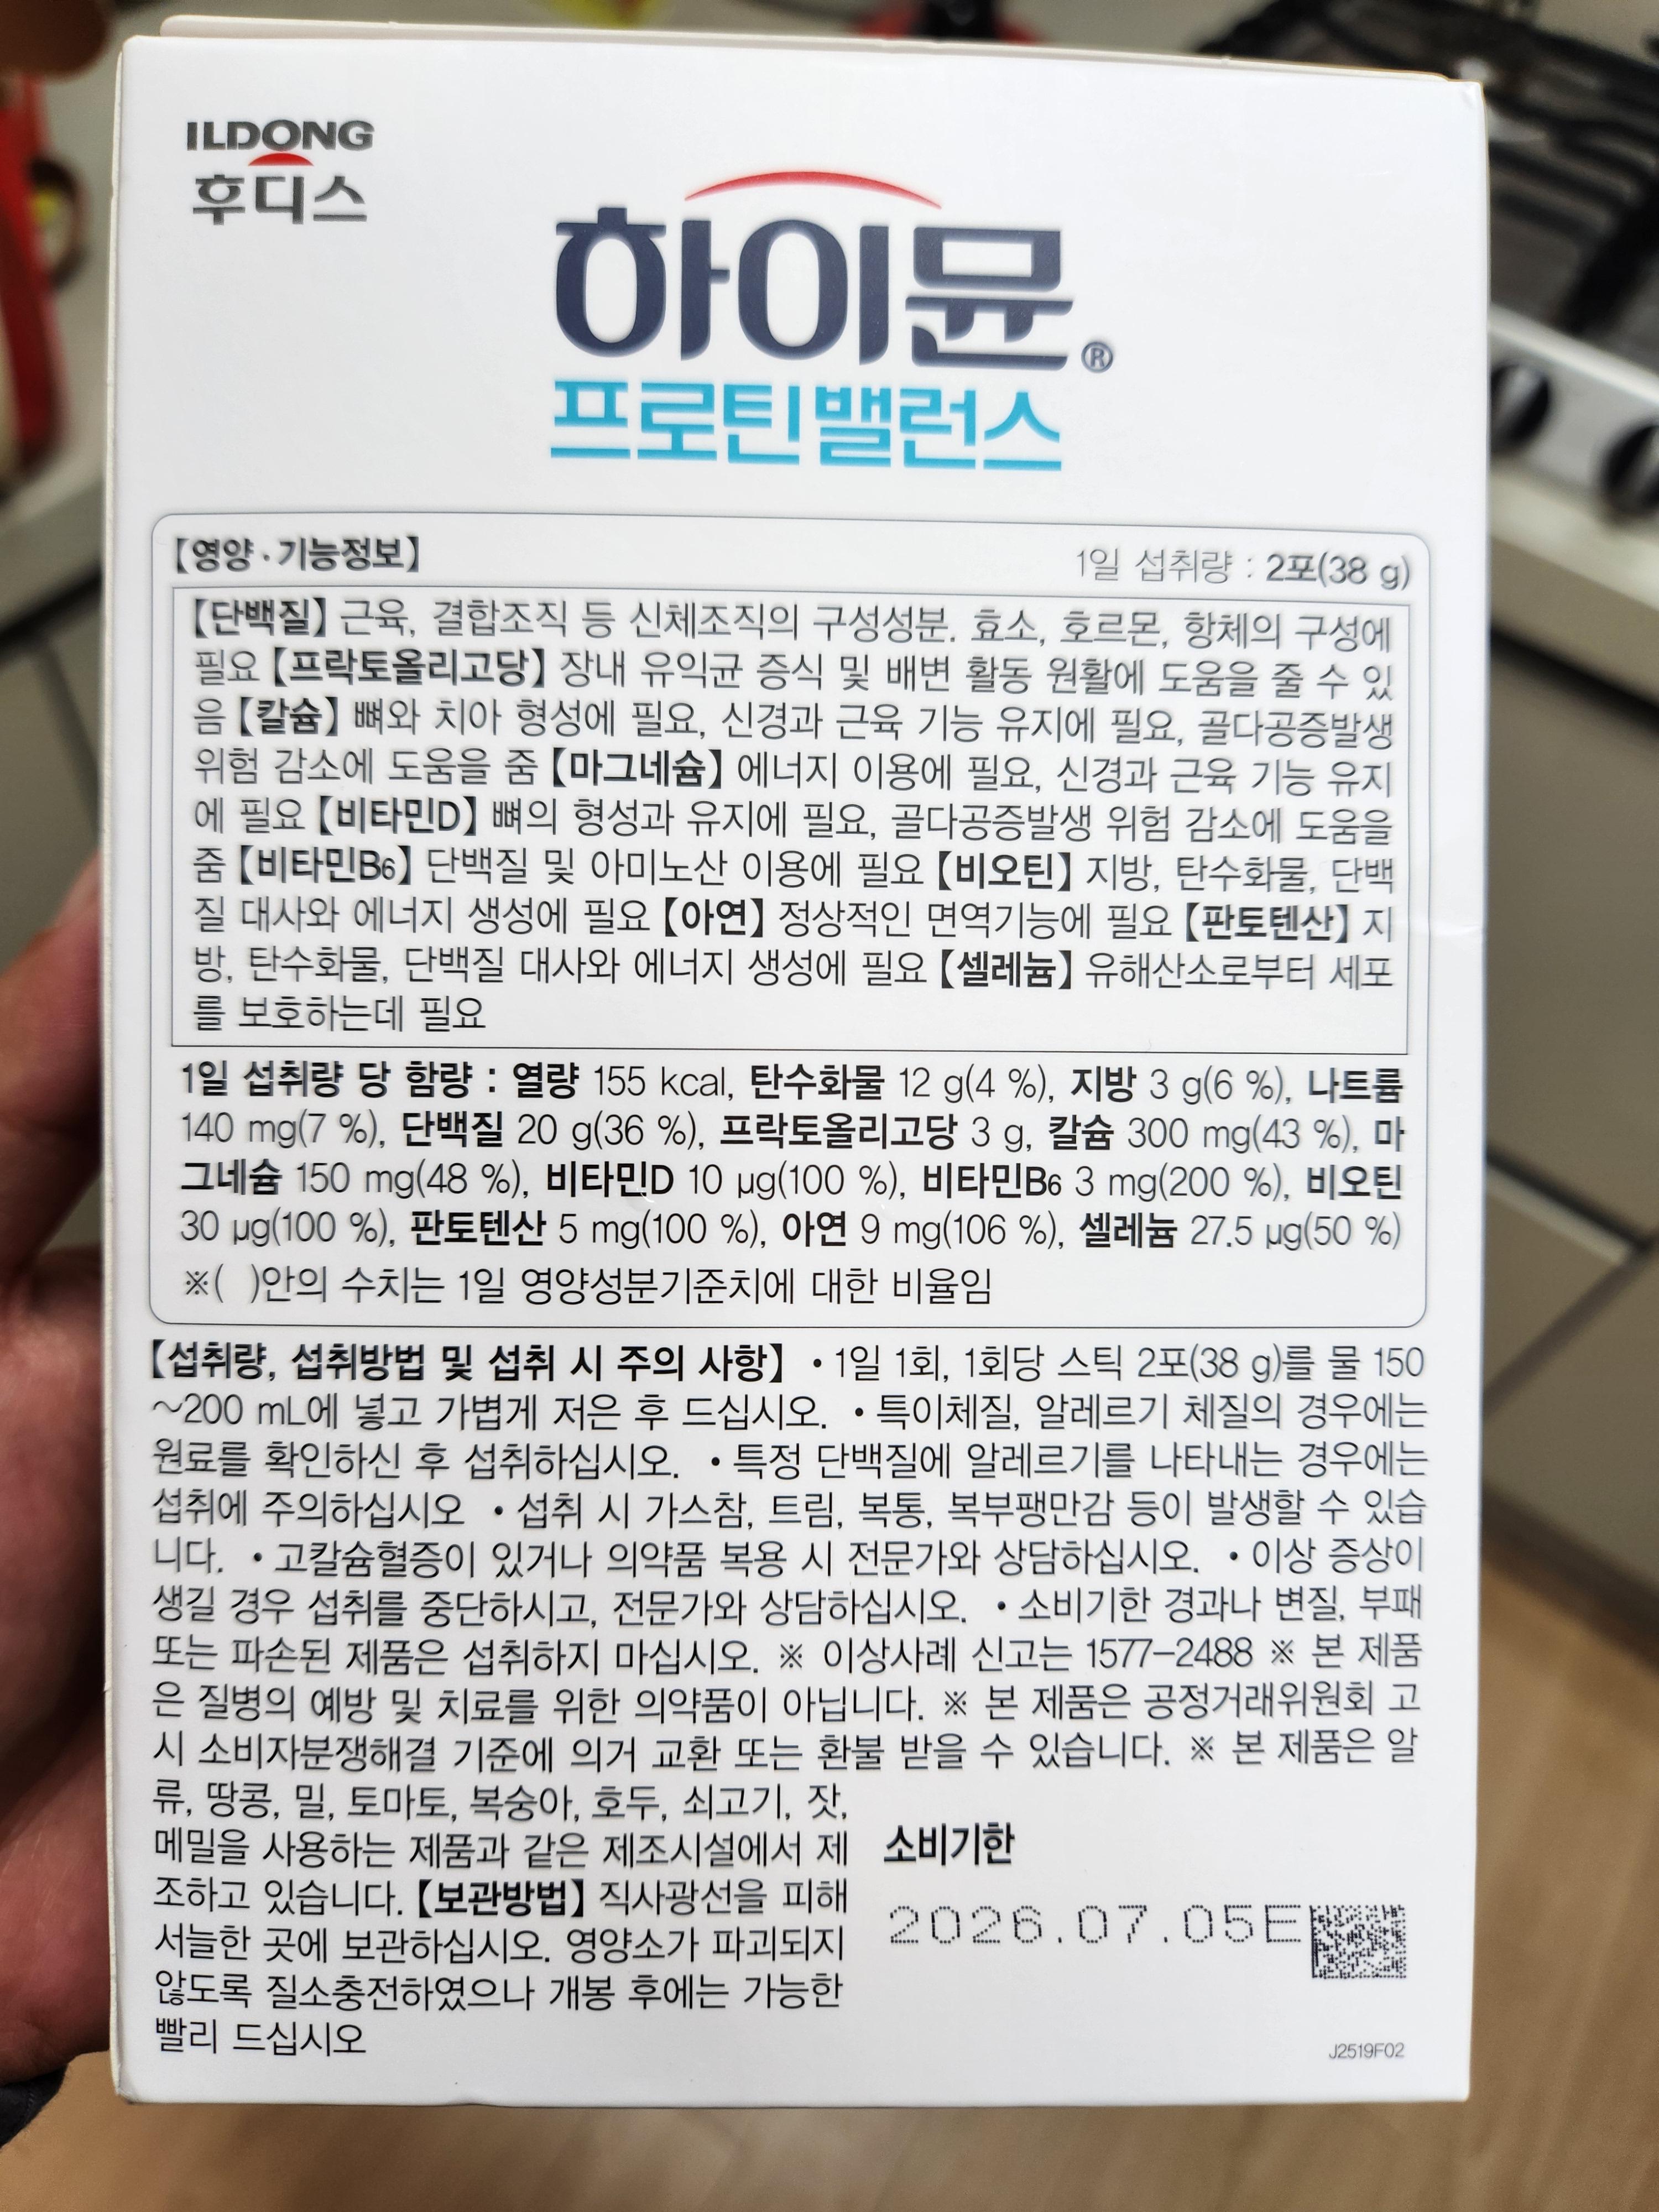 ILDONG
후디스
하이뮨®
프로틴밸런스
【영양·기능정보】 1일 섭취량 : 2포(38 g)
【단백질】 근육, 결합조직 등 신체조직의 구성성분. 효소, 호르몬, 항체의 구성에
필요【프락토올리고당】 장내 유익균 증식 및 배변 활동 원활에 도움을 줄 수 있
음【칼슘】 뼈와 치아 형성에 필요, 신경과 근육 기능 유지에 필요, 골다공증발생
위험 감소에 도움을 줌【마그네슘】 에너지 이용에 필요, 신경과 근육 기능 유지
에 필요【비타민D】 뼈의 형성과 유지에 필요, 골다공증발생 위험 감소에 도움을
줌【비타민B6】 단백질 및 아미노산 이용에 필요【비오틴】 지방, 탄수화물, 단백
질 대사와 에너지 생성에 필요【아연】 정상적인 면역기능에 필요【판토텐산】 지
방, 탄수화물, 단백질 대사와 에너지 생성에 필요【셀레늄】 유해산소로부터 세포
를 보호하는데 필요
1일 섭취량 당 함량 : 열량 155 kcal, 탄수화물 12 g(4 %), 지방 3 g(6 %), 나트륨
140 mg(7 %), 단백질 20 g(36 %), 프락토올리고당 3 g, 칼슘 300 mg(43 %), 마
그네슘 150 mg(48 %), 비타민D 10 µg(100 %), 비타민B6 3 mg(200 %), 비오틴
30 µg(100 %), 판토텐산 5 mg(100 %), 아연 9 mg(106 %), 셀레늄 27.5 µg(50 %)
※( )안의 수치는 1일 영양성분기준치에 대한 비율임
【섭취량, 섭취방법 및 섭취 시 주의 사항】 • 1일 1회, 1회당 스틱 2포(38 g)를 물 150
~200 mL에 넣고 가볍게 저은 후 드십시오. • 특이체질, 알레르기 체질의 경우에는
원료를 확인하신 후 섭취하십시오. • 특정 단백질에 알레르기를 나타내는 경우에는
섭취에 주의하십시오 • 섭취 시 가스참, 트림, 복통, 복부팽만감 등이 발생할 수 있습
니다. • 고칼슘혈증이 있거나 의약품 복용 시 전문가와 상담하십시오. • 이상 증상이
생길 경우 섭취를 중단하시고, 전문가와 상담하십시오. • 소비기한 경과나 변질, 부패
또는 파손된 제품은 섭취하지 마십시오. ※ 이상사례 신고는 1577-2488 ※ 본 제품
은 질병의 예방 및 치료를 위한 의약품이 아닙니다. ※ 본 제품은 공정거래위원회 고
시 소비자분쟁해결 기준에 의거 교환 또는 환불 받을 수 있습니다. ※ 본 제품은 알
류, 땅콩, 밀, 토마토, 복숭아, 호두, 쇠고기, 잣,
메밀을 사용하는 제품과 같은 제조시설에서 제
조하고 있습니다.【보관방법】 직사광선을 피해
서늘한 곳에 보관하십시오. 영양소가 파괴되지
않도록 질소충전하였으나 개봉 후에는 가능한
빨리 드십시오
소비기한
2026.07.05E
J2519F02